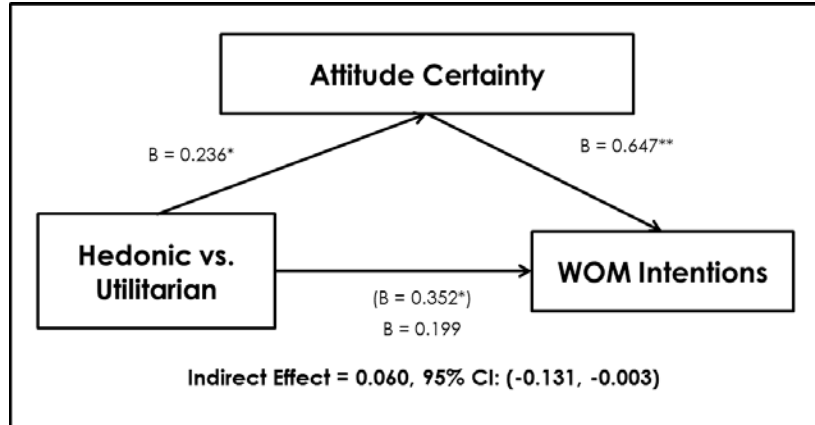 Attitude Certainty
B = 0.236*
B = 0.647**
Hedonic vs.
Utilitarian
WOM Intentions
(B = 0.352*)
B = 0.199
Indirect Effect = 0.060, 95% CI: (-0.131, -0.003)